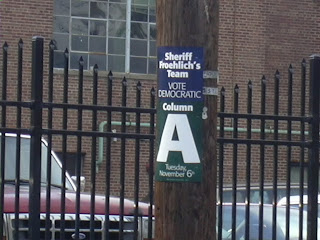 Sheriff
Froehlich's
Team
VOTE
DEMOCRATIC
Column
A
Tuesday
November 6th